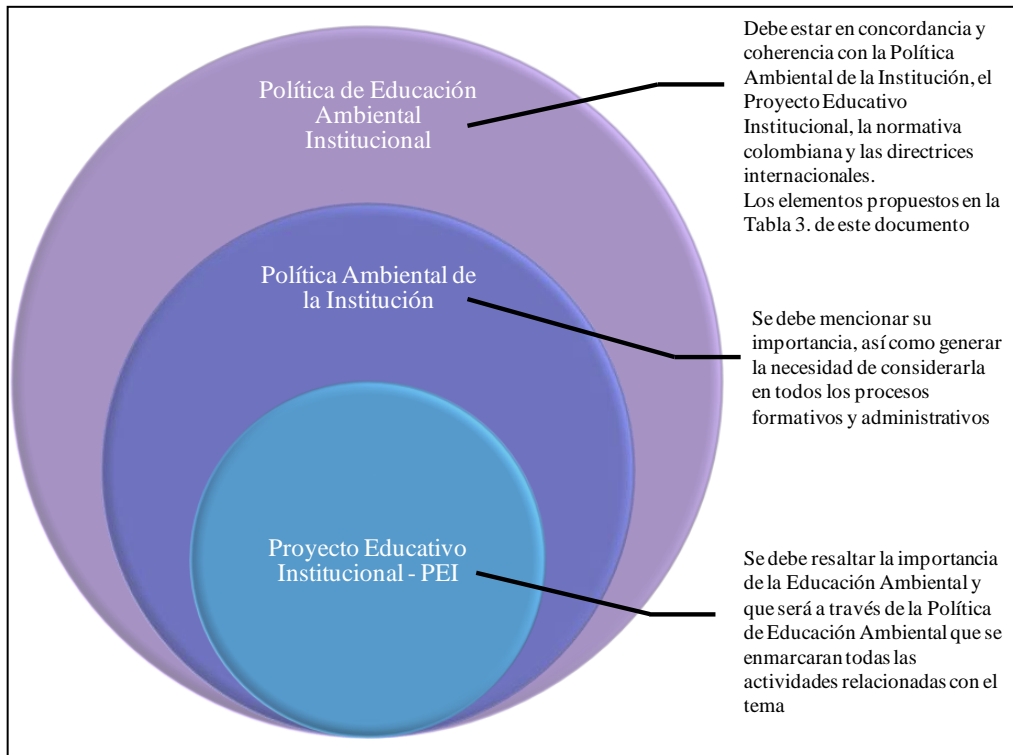 Política de Educación
Ambiental
Institucional
Debe estar en concordancia y
coherencia con la Política
Ambiental de la Institución, el
Proyecto Educativo
Institucional, la normativa
colombiana y las directrices
internacionales.
Los elementos propuestos en la
Tabla 3. de este documento
Política Ambiental de
la Institución
Se debe mencionar su
importancia, así como generar
la necesidad de considerarla
en todos los procesos
formativos y administrativos
Proyecto Educativo
Institucional - PEI
Se debe resaltar la importancia
de la Educación Ambiental y
que será a través de la Política
de Educación Ambiental que se
enmarcaran todas las
actividades relacionadas con el
tema